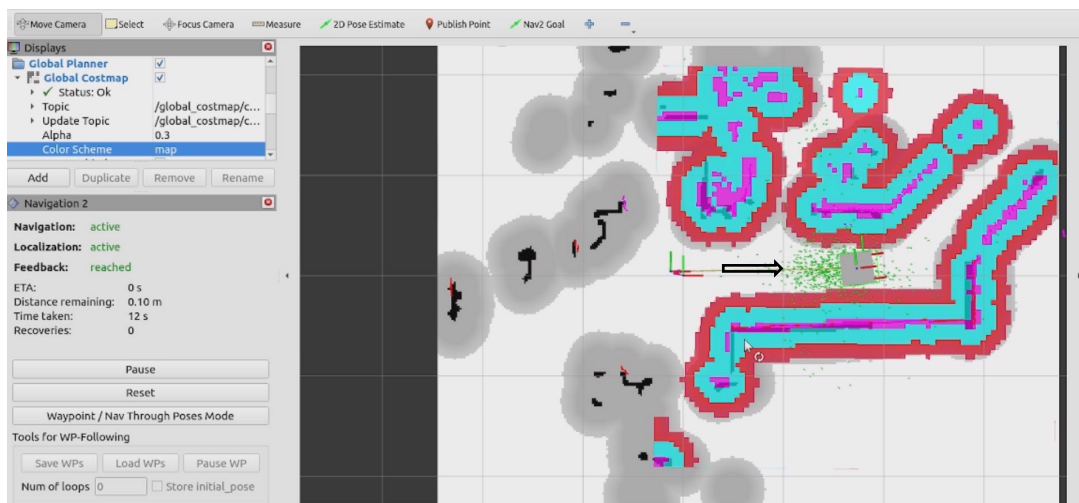 Move Camera Select Focus Camera Measure 2D Pose Estimate Publish Point Nav2 Goal
Displays
Global Planner
Global Costmap
Status: Ok
Topic /global_costmap/c...
Update Topic /global_costmap/c...
Alpha 0.3
Color Scheme map
Add Duplicate Remove Rename
Navigation 2
Navigation: active
Localization: active
Feedback: reached
ETA: 0 s
Distance remaining: 0.10 m
Time taken: 12 s
Recoveries: 0
Pause
Reset
Waypoint / Nav Through Poses Mode
Tools for WP-Following
Save WPs Load WPs Pause WP
Num of loops 0 Store initial_pose